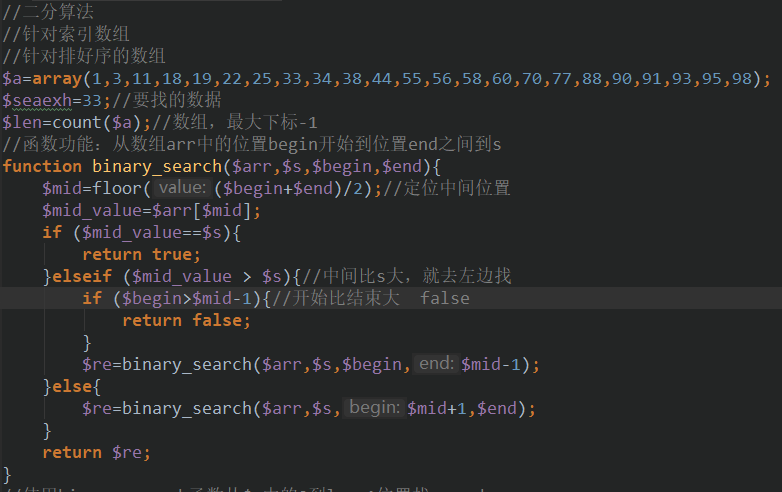 //二分算法
//针对索引数组
//针对排好序的数组
$a=array(1,3,11,18,19,22,25,33,34,38,44,55,56,58,60,70,77,88,90,91,93,95,98);
$seaexh=33;//要找的数据
$len=count($a);//数组，最大下标-1
//函数功能：从数组arr中的位置begin开始到位置end之间到s
function binary_search($arr,$s,$begin,$end){
$mid=floor( value: ($begin+$end)/2);//定位中间位置
$mid_value=$arr[$mid];
if ($mid_value==$s){
return true;
}elseif ($mid_value > $s){//中间比s大，就去左边找
if ($begin>$mid-1){//开始比结束大  false
return false;
}
$re=binary_search($arr,$s,$begin, end: $mid-1);
}else{
$re=binary_search($arr,$s, begin: $mid+1,$end);
}
return $re;
}